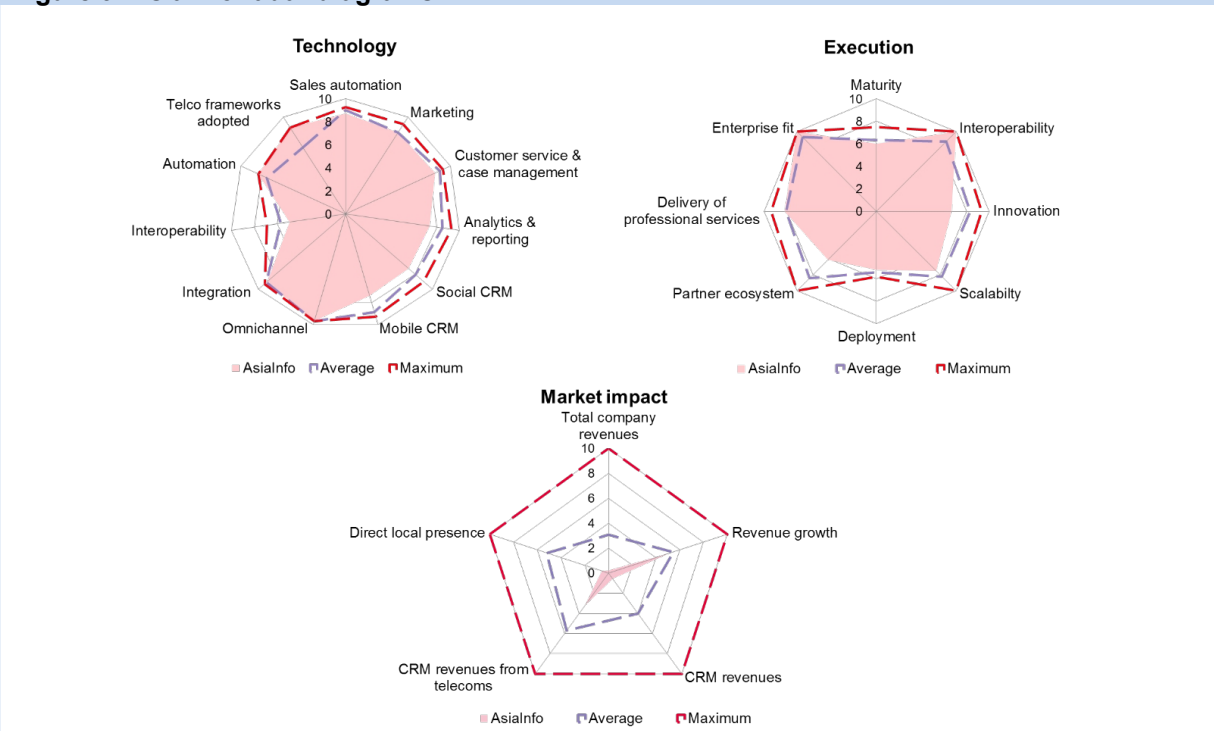 Technology
Sales automation
10
8
6
4
2
0
Marketing
Customer service &
case management
Analytics &
reporting
Social CRM
Mobile CRM
Omnichannel
Integration
Interoperability
Automation
Telco frameworks
adopted
AsiaInfo Average Maximum
Execution
Maturity
10
8
6
4
2
0
Interoperability
Innovation
Scalabilty
Deployment
Partner ecosystem
Delivery of
professional services
Enterprise fit
AsiaInfo Average Maximum
Market impact
Total company
revenues
10
8
6
4
2
0
Revenue growth
CRM revenues
CRM revenues from
telecoms
Direct local presence
AsiaInfo Average Maximum